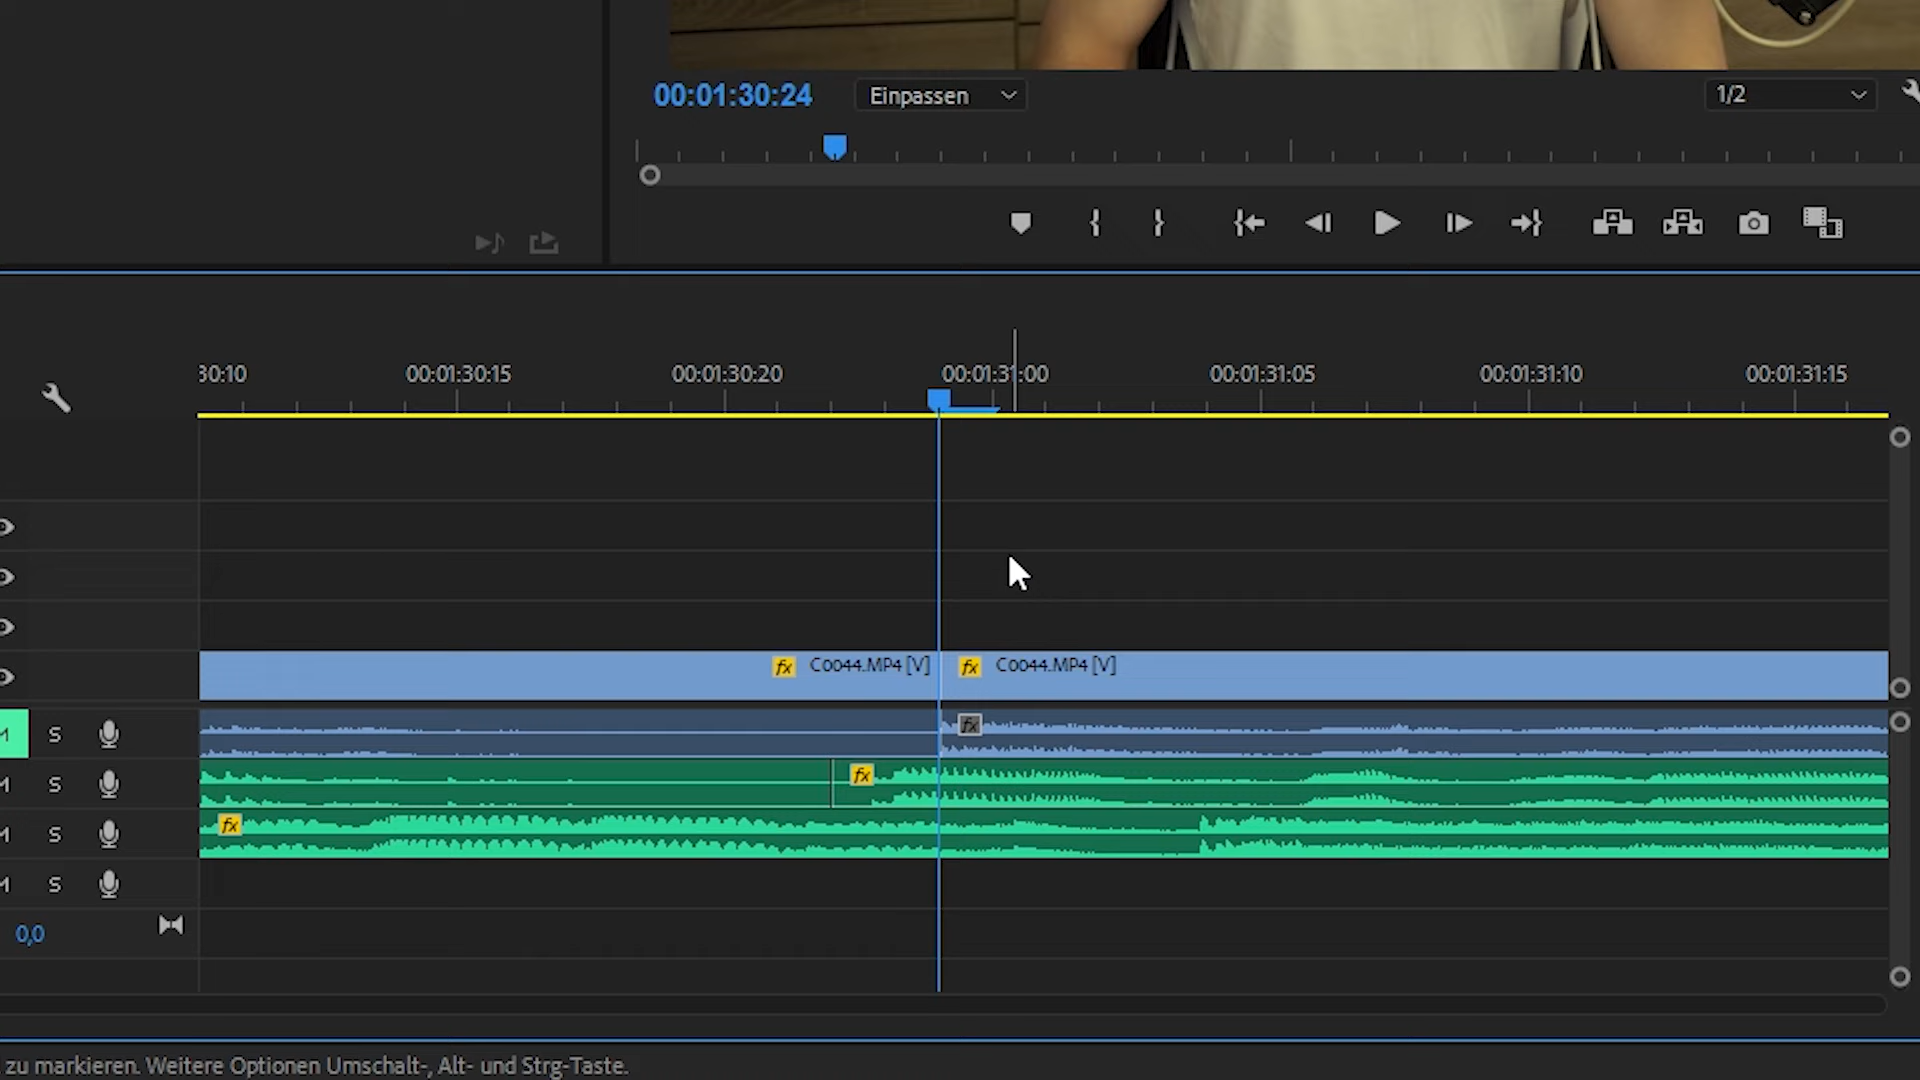 00:01:30:24 Einpassen 1/2
30:10 00:01:30:15 00:01:30:20 00:01:31:00 00:01:31:05 00:01:31:10 00:01:31:15
fx C0044.MP4 [V] fx C0044.MP4 [V]
M S fx
M S fx
M S fx
M S
0,0
zu markieren. Weitere Optionen Umschalt-, Alt- und Strg-Taste.